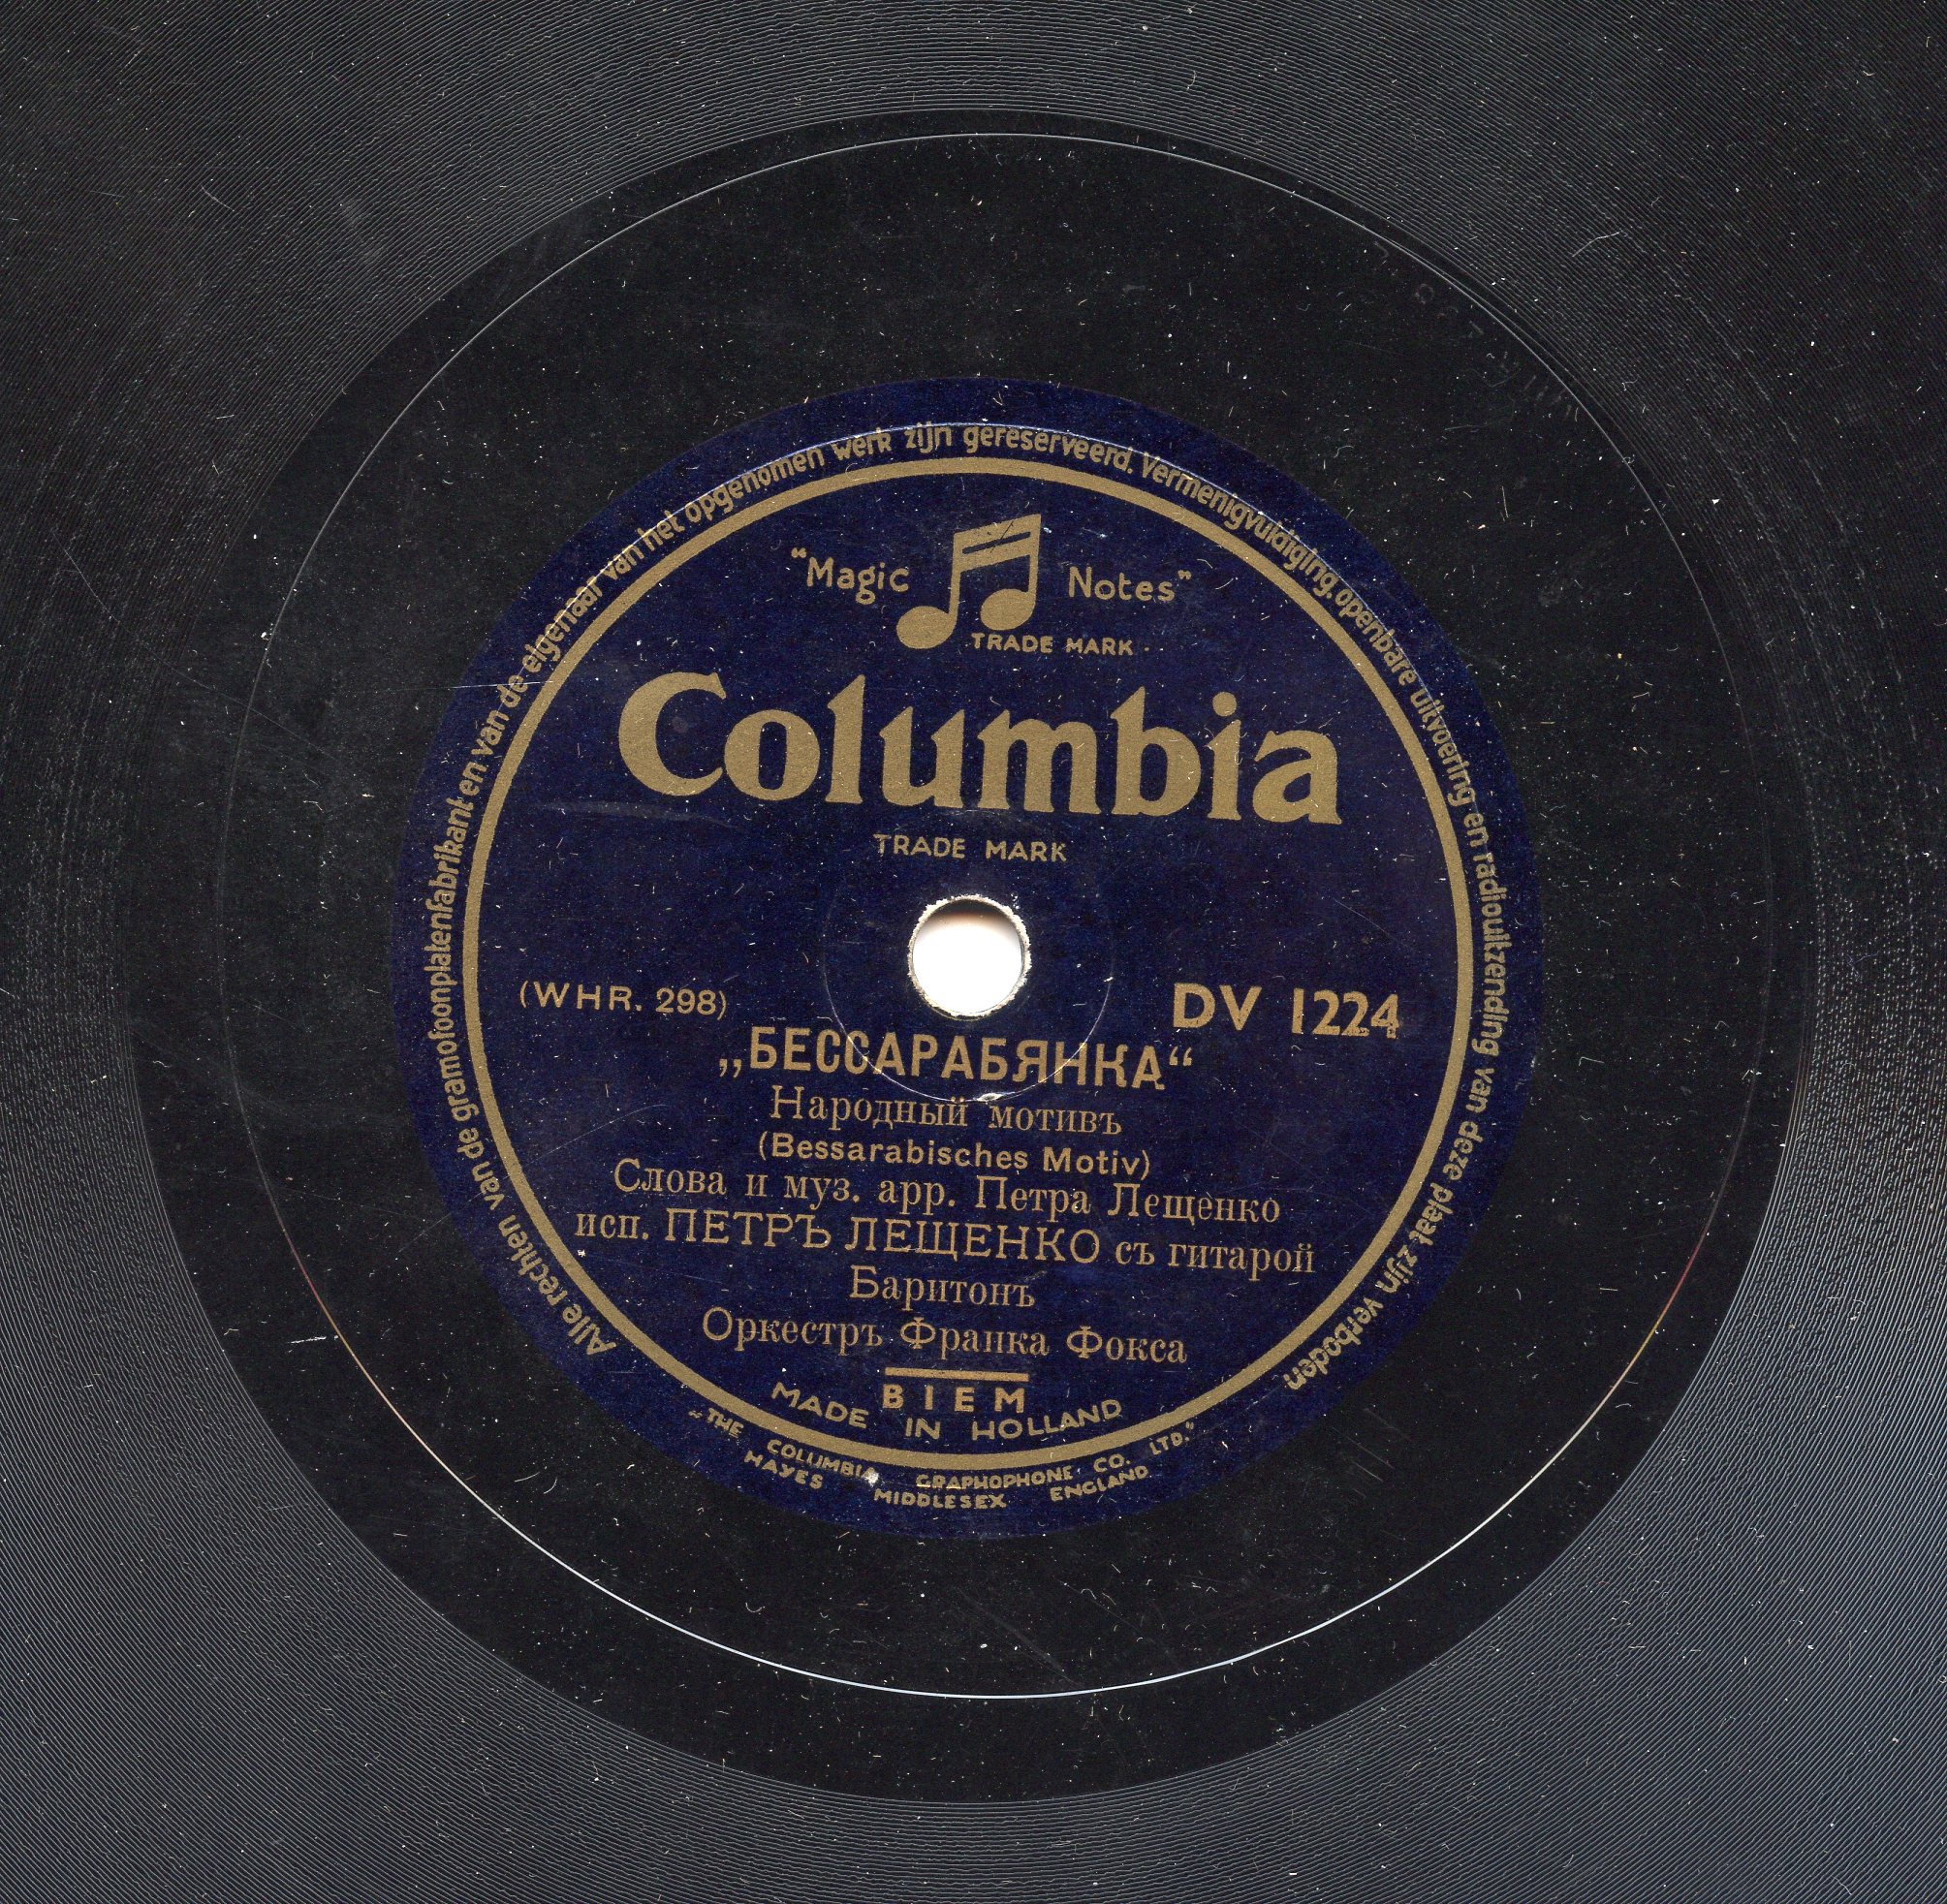 Alle rechten van de gramofoonplatenfabrikant en van de eigenaar van het opgenomen werk zijn gereserveerd. Vermenigvuldiging, openbare uitvoering en radiouitzending van deze plaat zijn verboden
"Magic Notes"
TRADE MARK
Columbia
TRADE MARK
(WHR. 298) DV 1224
„БЕССАРАБЯНКА“
Народный мотивъ
(Bessarabisches Motiv)
Слова и муз. арр. Петра Лещенко
исп. ПЕТРЪ ЛЕЩЕНКО съ гитарой
Баритонъ
Оркестръ Франка Фокса
BIEM
MADE IN HOLLAND
"THE COLUMBIA GRAPHOPHONE CO. LTD."
HAYES MIDDLESEX ENGLAND